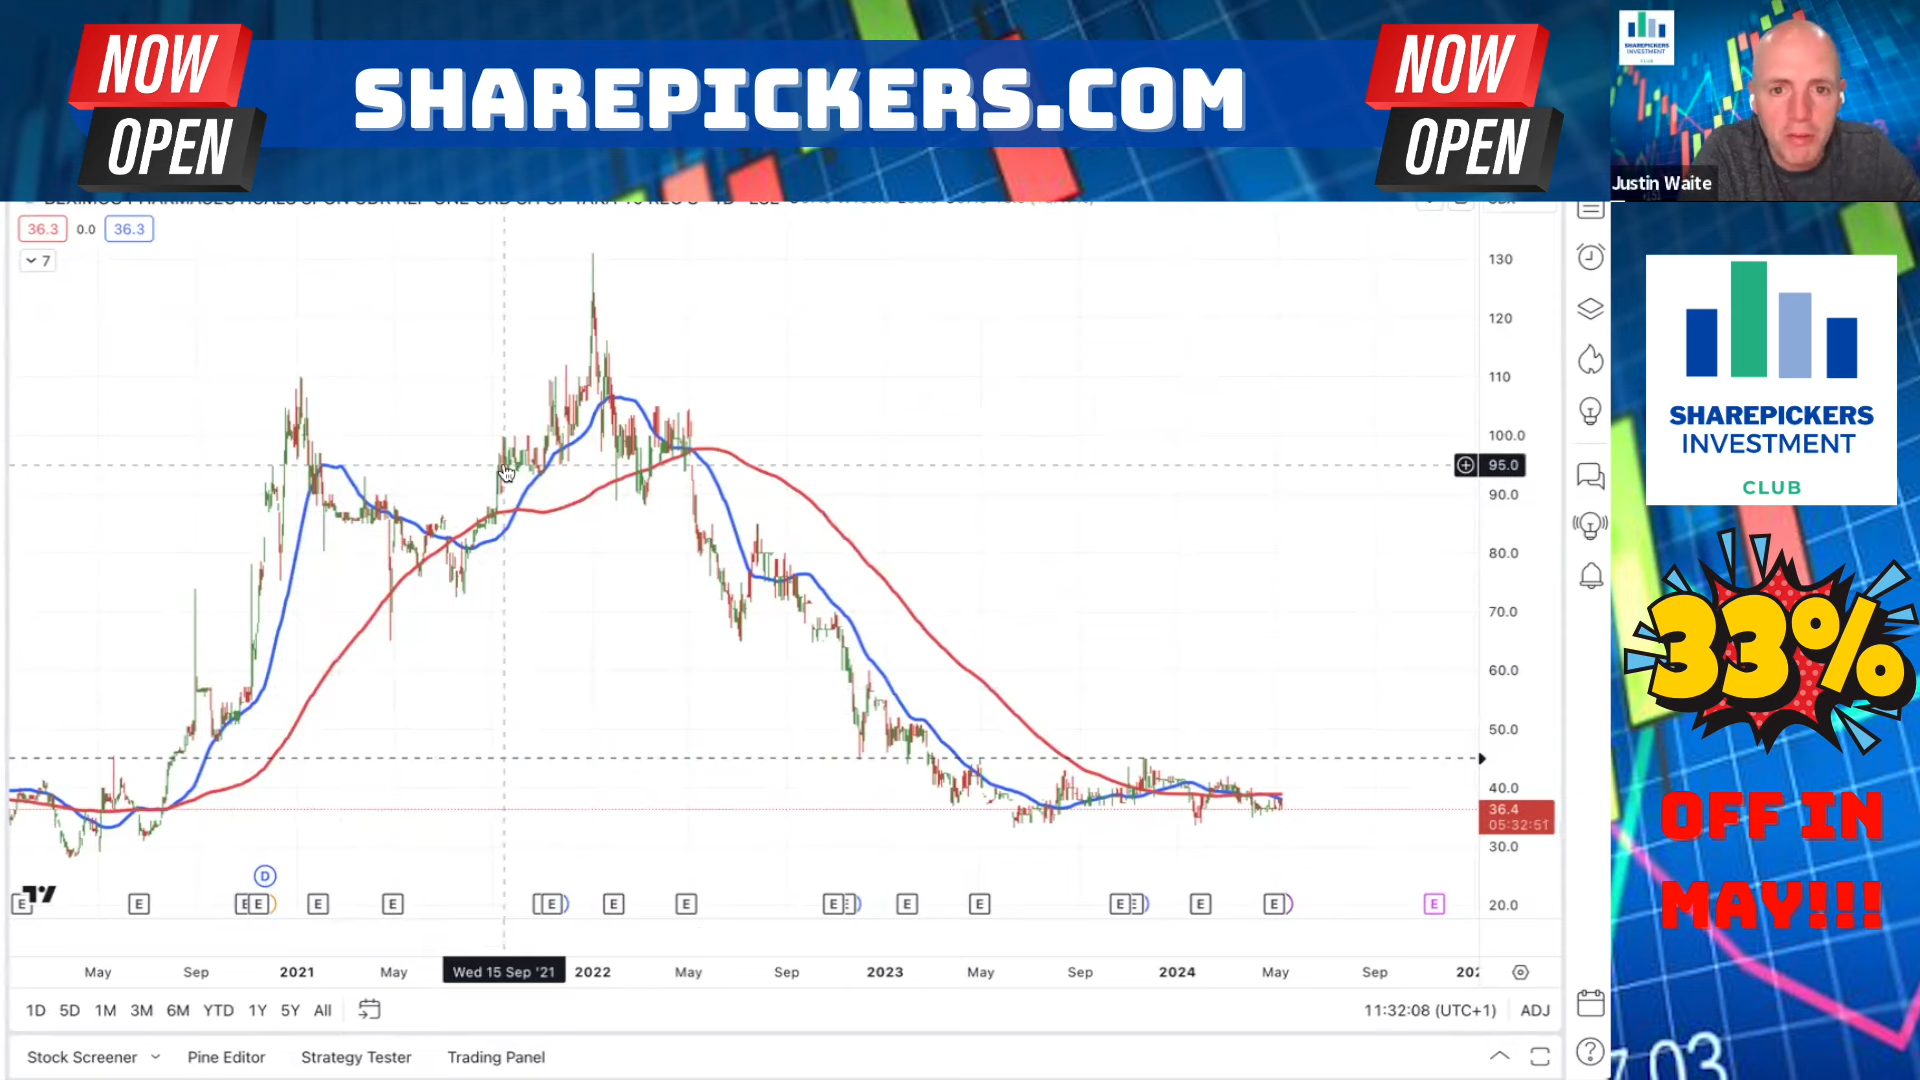 NOW
OPEN
SHAREPICKERS.COM
NOW
OPEN
SHAREPICKERS
INVESTMENT
CLUB
Justin Waite
36.3 0.0 36.3
7
130
120
110
100.0
95.0
90.0
80.0
70.0
60.0
50.0
40.0
36.4
05:32:51
30.0
20.0
D
E E E E E E E E E E E E E E E E
May Sep 2021 May Wed 15 Sep '21 2022 May Sep 2023 May Sep 2024 May Sep
1D 5D 1M 3M 6M YTD 1Y 5Y All
11:32:08 (UTC+1) ADJ
Stock Screener Pine Editor Strategy Tester Trading Panel
SHAREPICKERS
INVESTMENT
CLUB
33%
OFF IN
MAY!!!